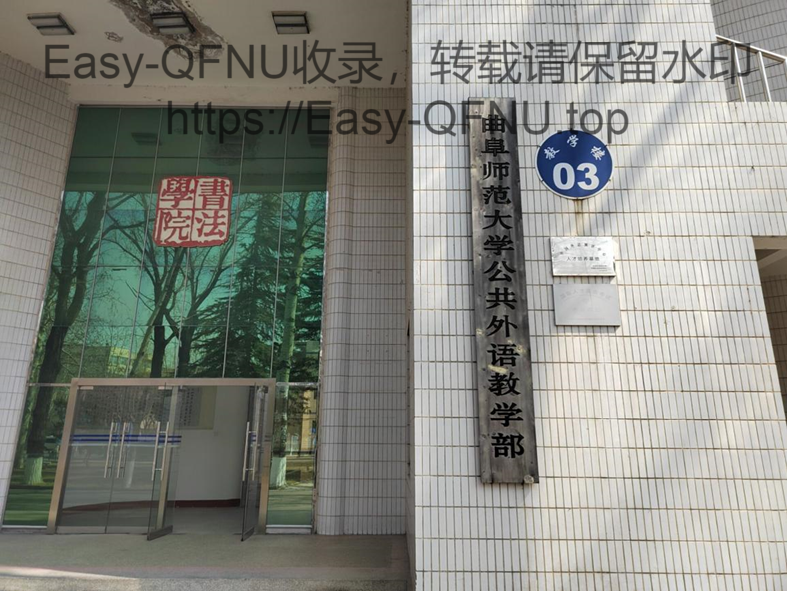 Easy-QFNU收录，转载请保留水印
https://Easy-QFNU.top
書法
學院
曲阜师范大学公共外语教学部
教学楼
03